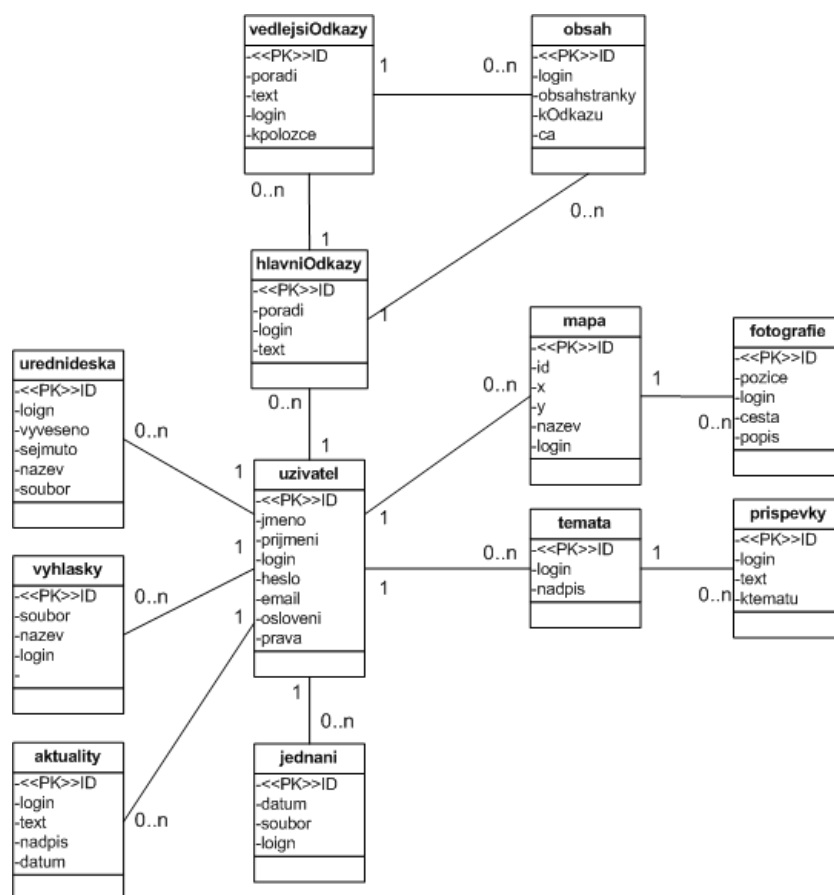 vedlejsiOdkazy
-<<PK>>ID
-poradi
-text
-login
-kpolozce
1
0..n
obsah
-<<PK>>ID
-login
-obsahstranky
-kOdkazu
-ca
0..n
1
0..n
1
hlavniOdkazy
-<<PK>>ID
-poradi
-login
-text
0..n
1
urednideska
-<<PK>>ID
-loign
-vyveseno
-sejmuto
-nazev
-soubor
0..n
1
mapa
-<<PK>>ID
-id
-x
-y
-nazev
-login
0..n
1
1
0..n
fotografie
-<<PK>>ID
-pozice
-login
-cesta
-popis
uzivatel
-<<PK>>ID
-jmeno
-prijmeni
-login
-heslo
-email
-osloveni
-prava
vyhlasky
-<<PK>>ID
-soubor
-nazev
-login
-
0..n
1
temata
-<<PK>>ID
-login
-nadpis
0..n
1
1
0..n
prispevky
-<<PK>>ID
-login
-text
-ktematu
aktuality
-<<PK>>ID
-login
-text
-nadpis
-datum
0..n
1
1
0..n
jednani
-<<PK>>ID
-datum
-soubor
-loign